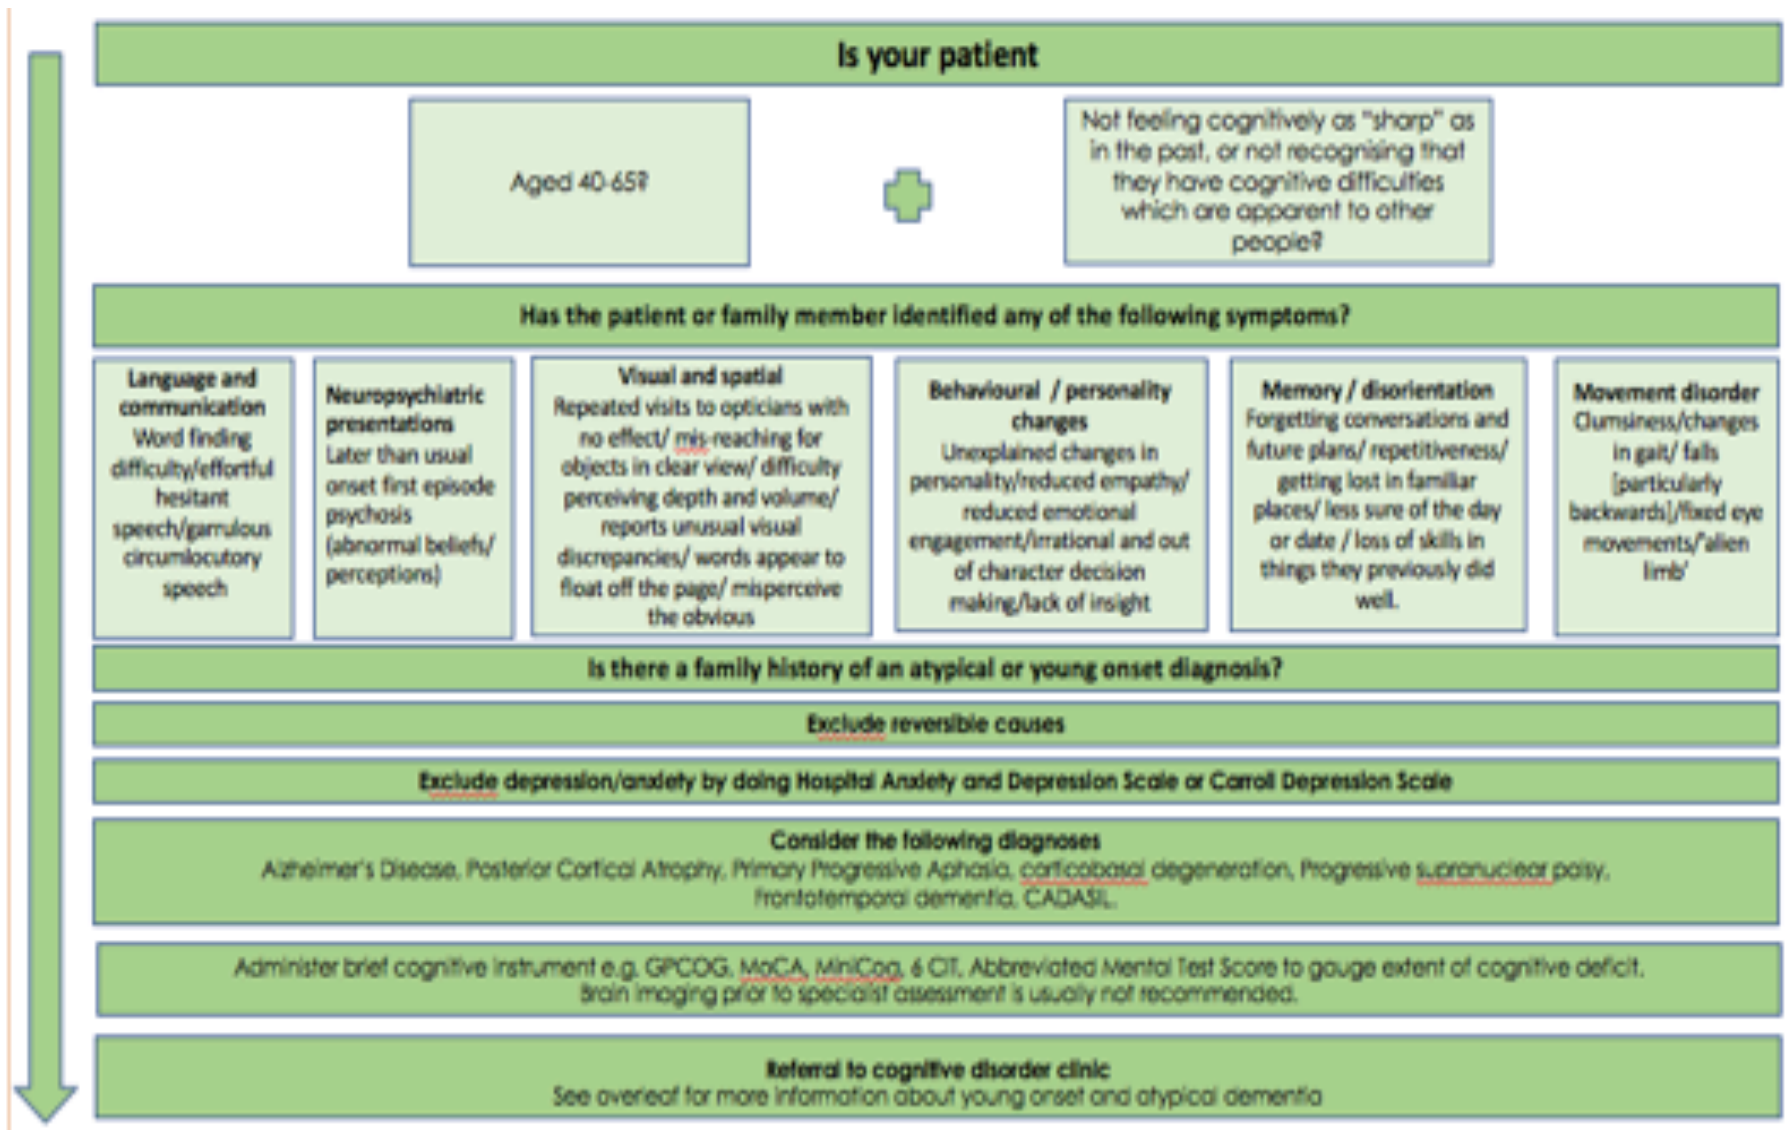 Is your patient
Aged 40-65?
Not feeling cognitively as "sharp" as
in the past, or not recognising that
they have cognitive difficulties
which are apparent to other
people?
Has the patient or family member identified any of the following symptoms?
Language and
communication
Word finding
difficulty/effortful
hesitant
speech/garrulous
circumlocutory
speech
Neuropsychiatric
presentations
Later than usual
onset first episode
psychosis
(abnormal beliefs/
perceptions)
Visual and spatial
Repeated visits to opticians with
no effect/ mis-reaching for
objects in clear view/ difficulty
perceiving depth and volume/
reports unusual visual
discrepancies/ words appear to
float off the page/ misperceive
the obvious
Behavioural / personality
changes
Unexplained changes in
personality/reduced empathy/
reduced emotional
engagement/irrational and out
of character decision
making/lack of insight
Memory / disorientation
Forgetting conversations and
future plans/ repetitiveness/
getting lost in familiar
places/ less sure of the day
or date / loss of skills in
things they previously did
well.
Movement disorder
Clumsiness/changes
in gait/ falls
[particularly
backwards]/fixed eye
movements/'alien
limb'
Is there a family history of an atypical or young onset diagnosis?
Exclude reversible causes
Exclude depression/anxiety by doing Hospital Anxiety and Depression Scale or Carroll Depression Scale
Consider the following diagnoses
Alzheimer's Disease, Posterior Cortical Atrophy, Primary Progressive Aphasia, corticobasal degeneration, Progressive supranuclear palsy,
Frontotemporal dementia, CADASIL.
Administer brief cognitive instrument e.g. GPCOG, MoCA, MiniCog, 6 CIT, Abbreviated Mental Test Score to gauge extent of cognitive deficit.
Brain imaging prior to specialist assessment is usually not recommended.
Referral to cognitive disorder clinic
See overleaf for more information about young onset and atypical dementia